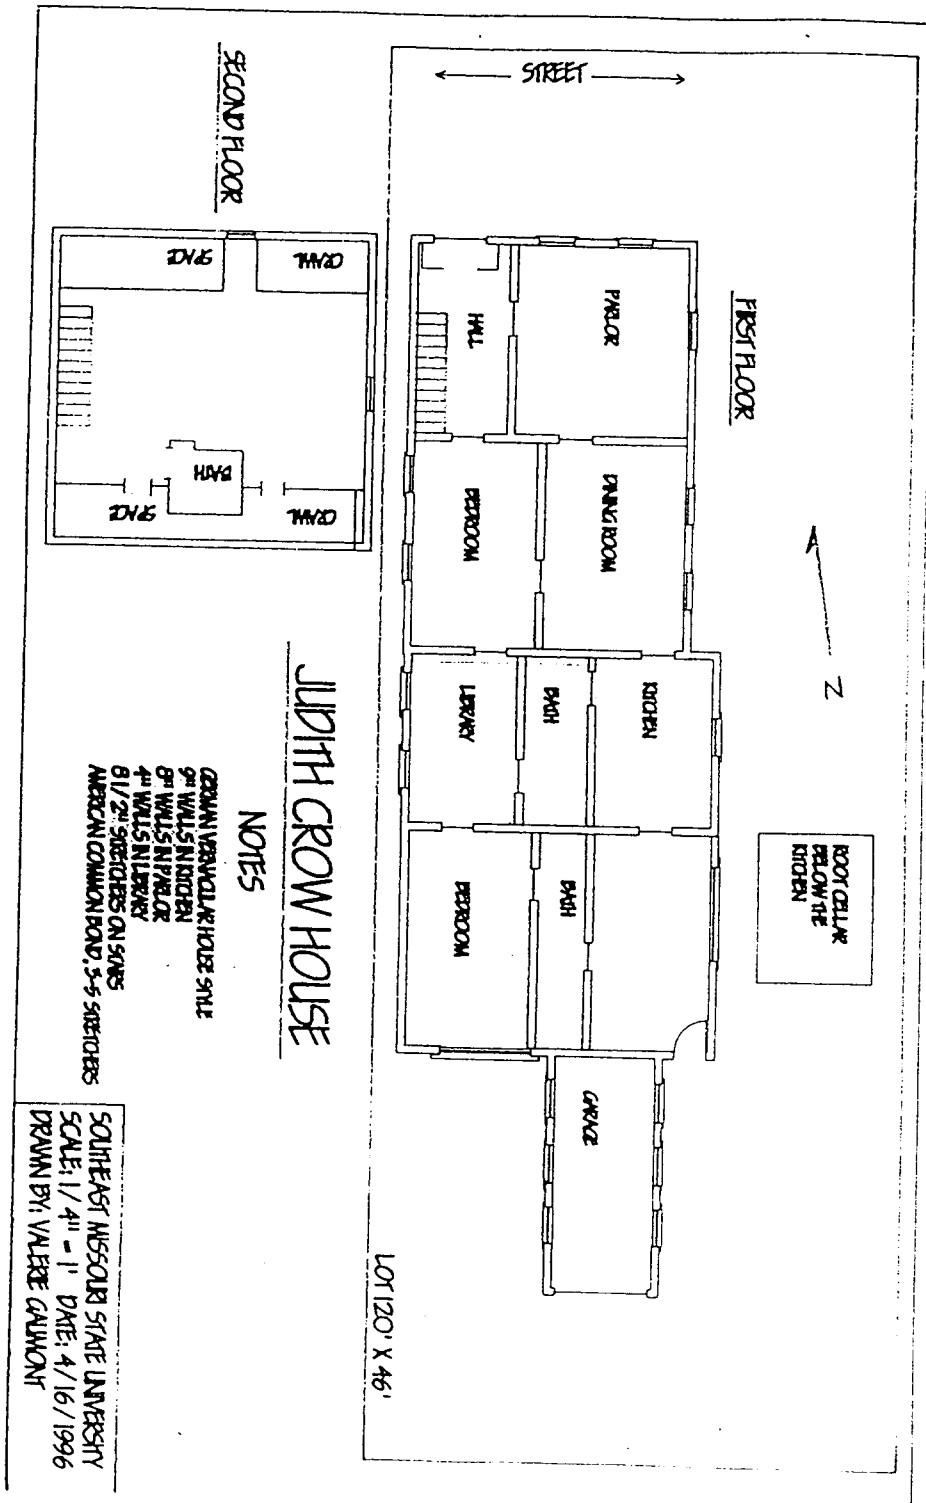 STREET
SECOND FLOOR
CRAWL
SPACE
BATH
CRAWL
SPACE
FIRST FLOOR
PARLOR
HALL
DINING ROOM
BEDROOM
KITCHEN
BATH
LIBRARY
BATH
BEDROOM
GARAGE
N
ROOT CELLAR
BELOW THE
KITCHEN
LOT 120' X 46'
JUDITH CROW HOUSE
NOTES
GERMAN VERNACULAR HOUSE STYLE
9" WALLS IN KITCHEN
8" WALLS IN PARLOR
4" WALLS IN LIBRARY
8 1/2" STRETCHERS ON SONS
AMERICAN COMMON BOND, 5-5 STRETCHERS
SOUTHEAST MISSOURI STATE UNIVERSITY
SCALE: 1/4" = 1' DATE: 4/16/1996
DRAWN BY: VALERIE GAUMONT